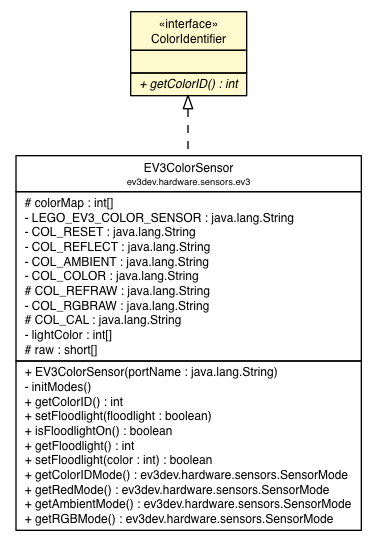 «interface»
ColorIdentifier
+ getColorID() : int
EV3ColorSensor
ev3dev.hardware.sensors.ev3
# colorMap : int[]
- LEGO_EV3_COLOR_SENSOR : java.lang.String
- COL_RESET : java.lang.String
- COL_REFLECT : java.lang.String
- COL_AMBIENT : java.lang.String
- COL_COLOR : java.lang.String
# COL_REFRAW : java.lang.String
- COL_RGBRAW : java.lang.String
# COL_CAL : java.lang.String
- lightColor : int[]
# raw : short[]
+ EV3ColorSensor(portName : java.lang.String)
- initModes()
+ getColorID() : int
+ setFloodlight(floodlight : boolean)
+ isFloodlightOn() : boolean
+ getFloodlight() : int
+ setFloodlight(color : int) : boolean
+ getColorIDMode() : ev3dev.hardware.sensors.SensorMode
+ getRedMode() : ev3dev.hardware.sensors.SensorMode
+ getAmbientMode() : ev3dev.hardware.sensors.SensorMode
+ getRGBMode() : ev3dev.hardware.sensors.SensorMode